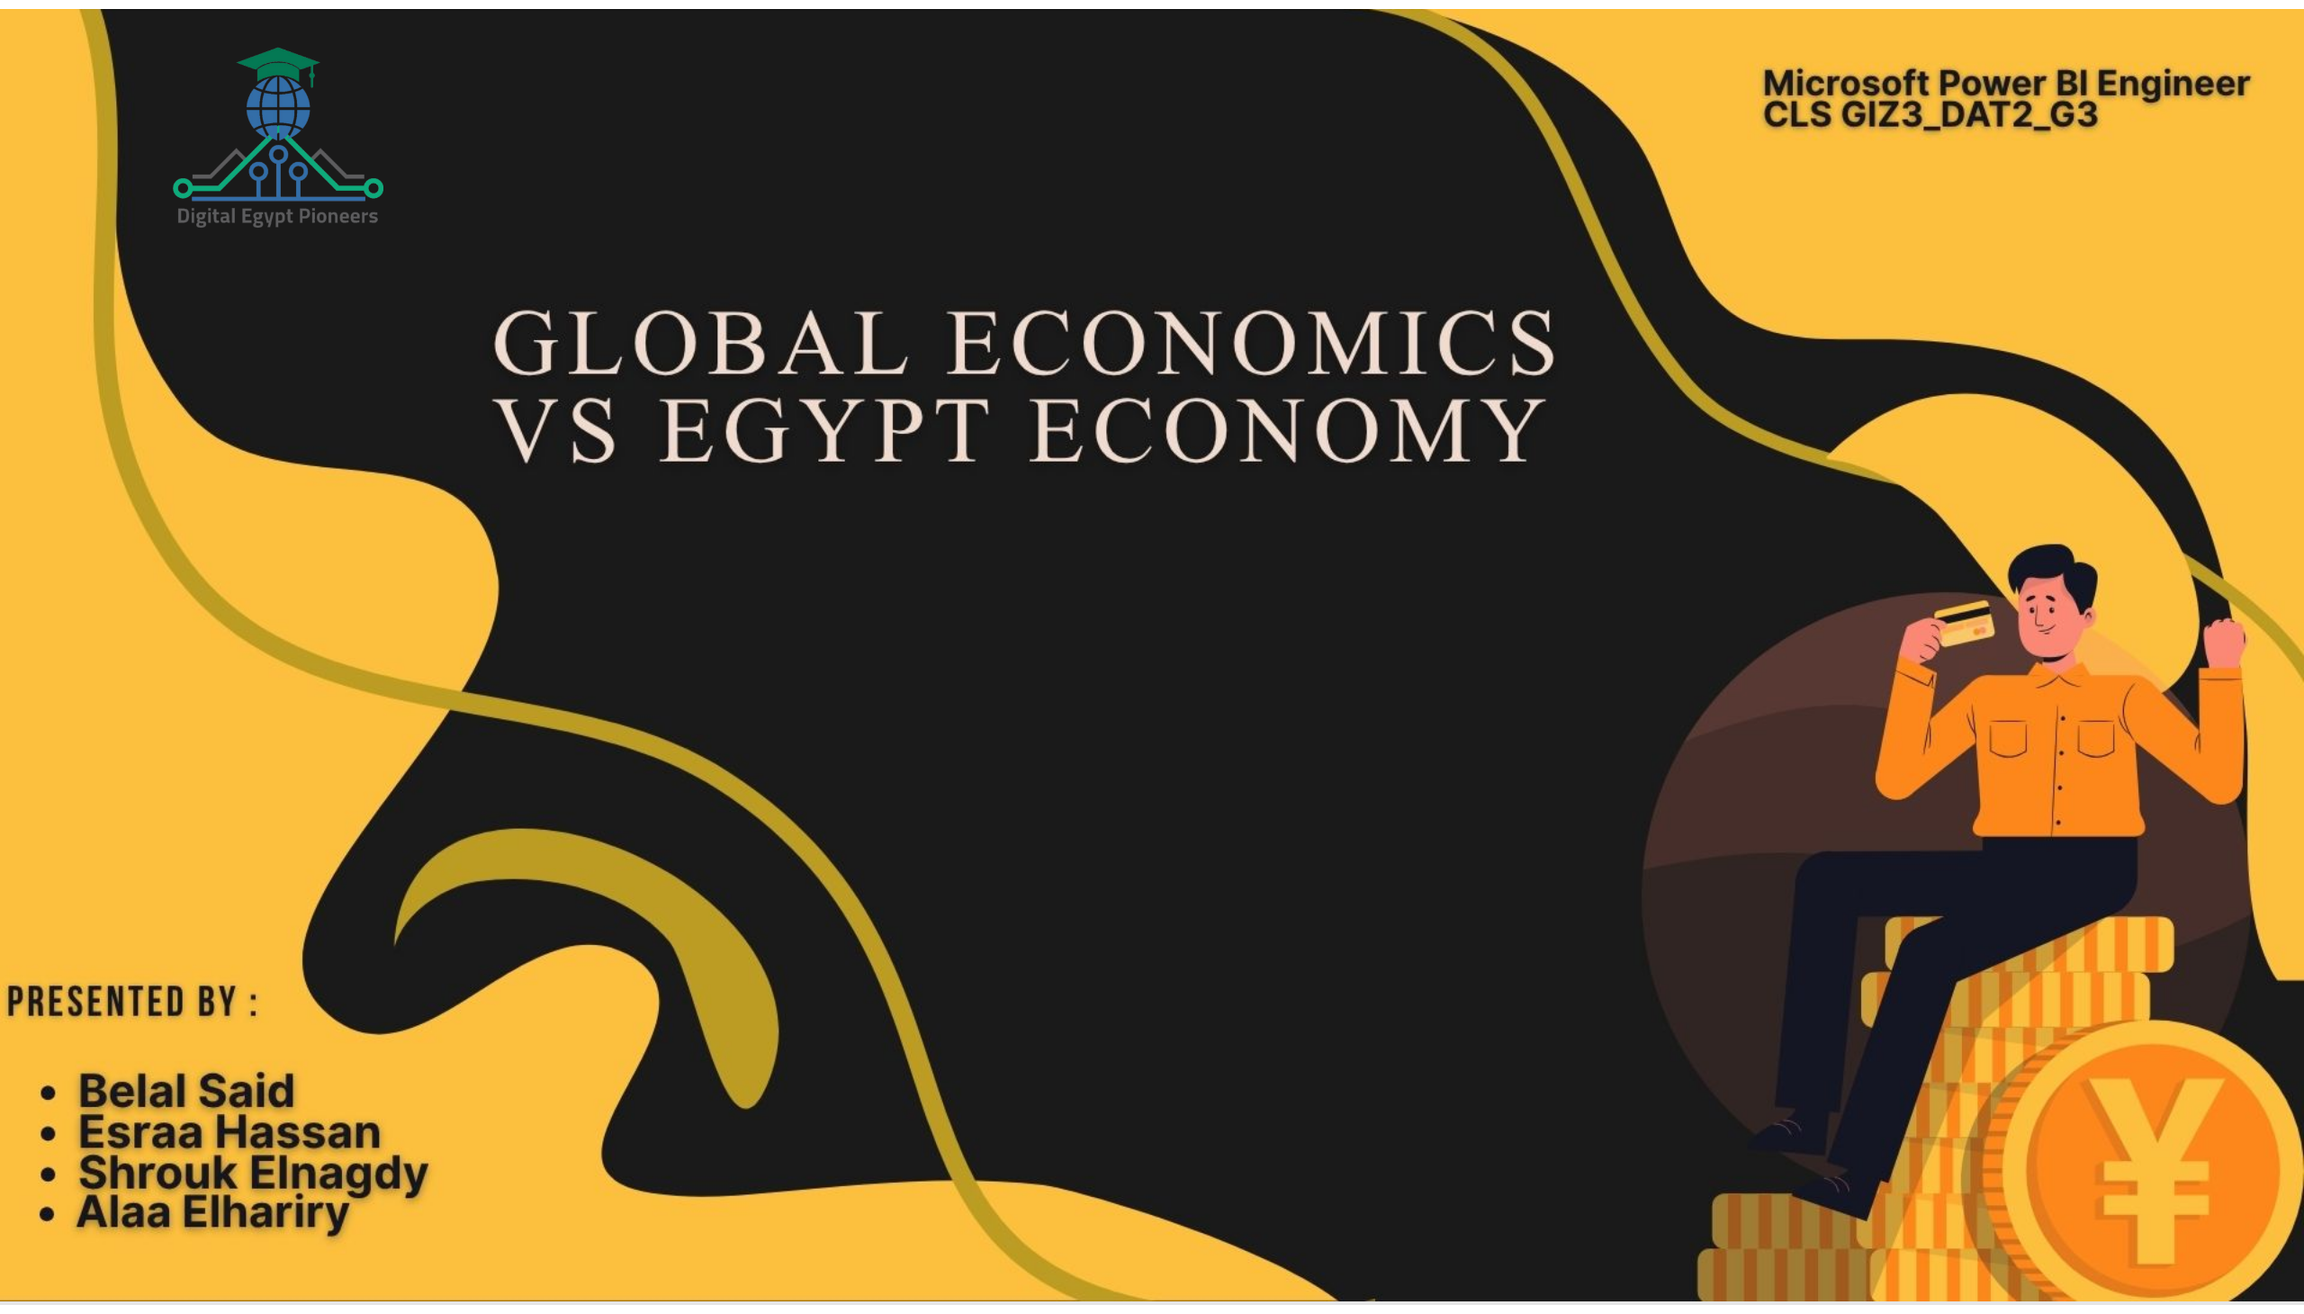 Digital Egypt Pioneers
Microsoft Power BI Engineer
CLS GIZ3_DAT2_G3
GLOBAL ECONOMICS
VS EGYPT ECONOMY
PRESENTED BY :
• Belal Said
• Esraa Hassan
• Shrouk Elnagdy
• Alaa Elhariry
¥